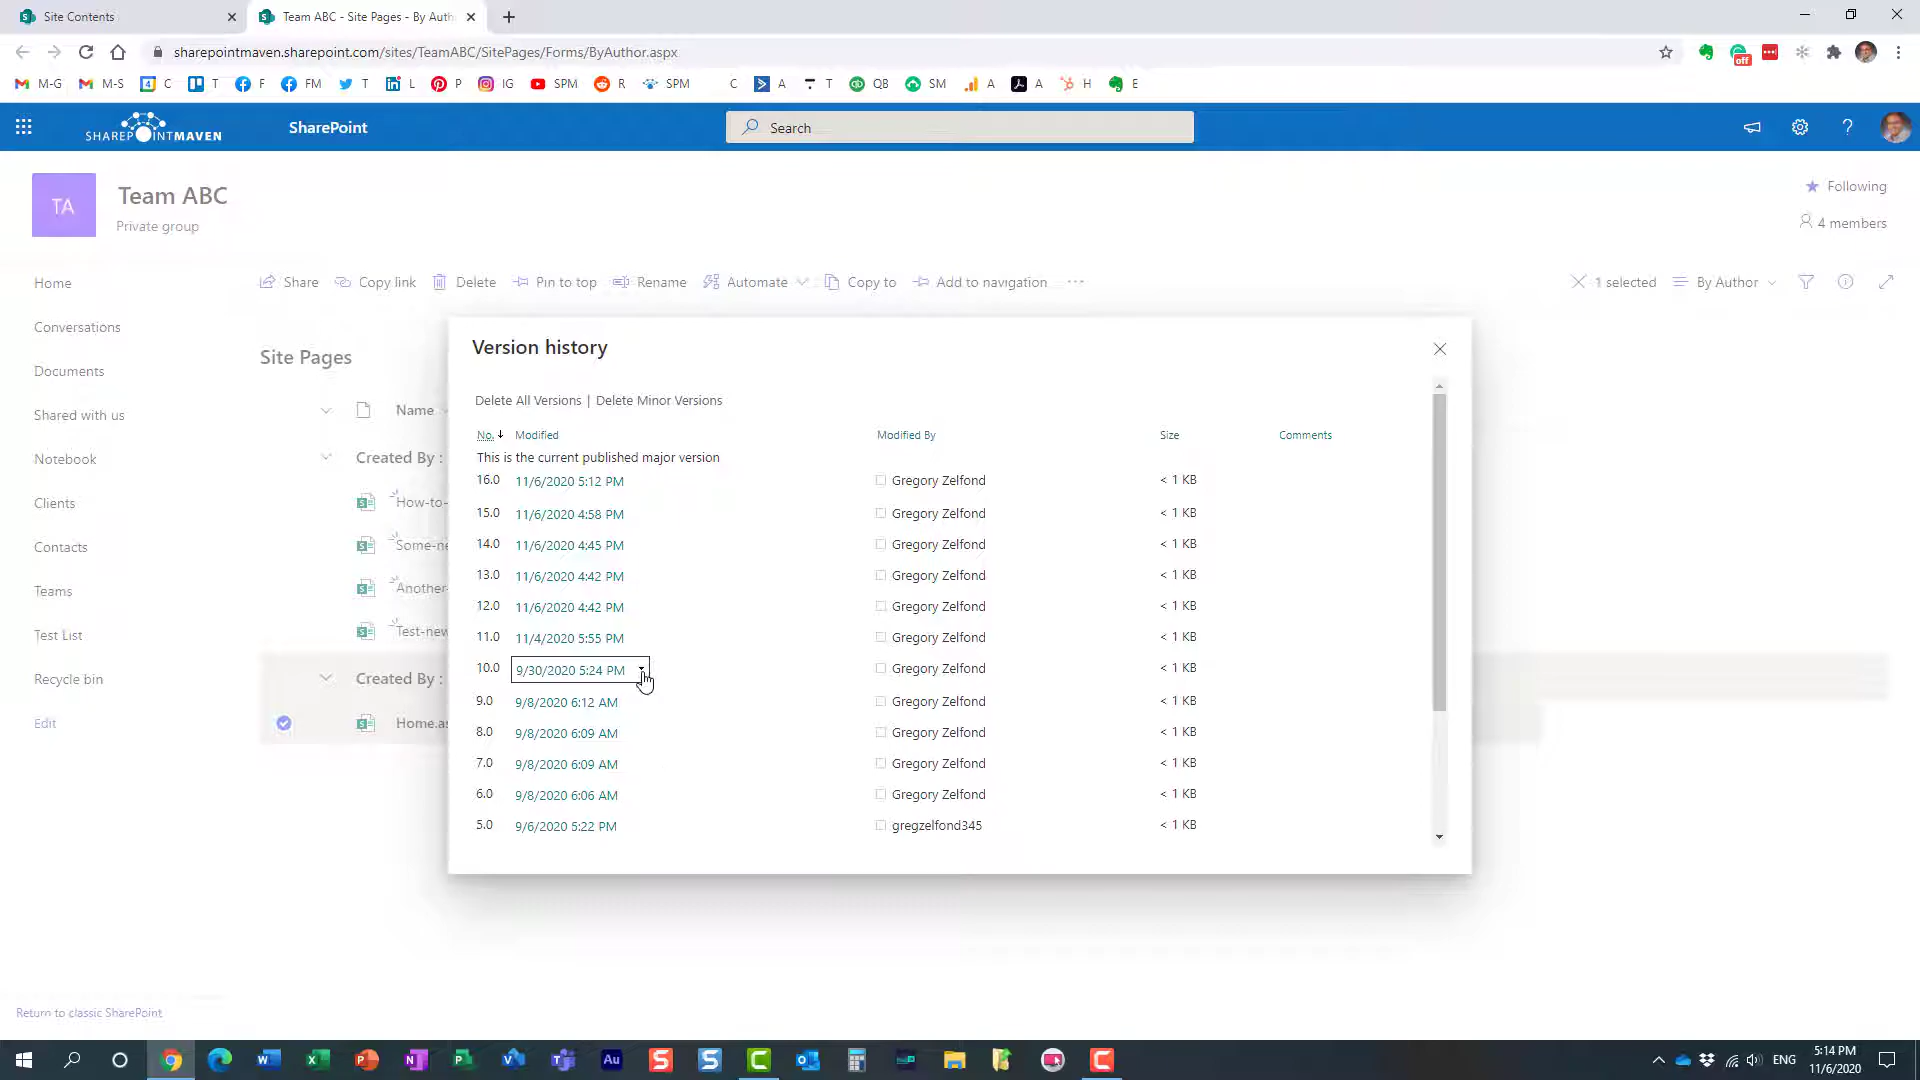 Site Contents
Team ABC - Site Pages - By Auth
sharepointmaven.sharepoint.com/sites/TeamABC/SitePages/Forms/ByAuthor.aspx
off
M-G M-S C T F FM T L P IG SPM R SPM C A T QB SM A A H E
SHAREPOINTMAVEN
SharePoint
Search
TA
Team ABC
Private group
Following
4 members
Home
Conversations
Documents
Shared with us
Notebook
Clients
Contacts
Teams
Test List
Recycle bin
Edit
Share Copy link Delete Pin to top Rename Automate Copy to Add to navigation ···
1 selected By Author
Site Pages
Name
Created By :
How-to-
Some-ne
Another-
Test-new
Created By :
Home.as
Version history
Delete All Versions | Delete Minor Versions
No. Modified Modified By Size Comments
This is the current published major version
16.0 11/6/2020 5:12 PM Gregory Zelfond < 1 KB
15.0 11/6/2020 4:58 PM Gregory Zelfond < 1 KB
14.0 11/6/2020 4:45 PM Gregory Zelfond < 1 KB
13.0 11/6/2020 4:42 PM Gregory Zelfond < 1 KB
12.0 11/6/2020 4:42 PM Gregory Zelfond < 1 KB
11.0 11/4/2020 5:55 PM Gregory Zelfond < 1 KB
10.0 9/30/2020 5:24 PM Gregory Zelfond < 1 KB
9.0 9/8/2020 6:12 AM Gregory Zelfond < 1 KB
8.0 9/8/2020 6:09 AM Gregory Zelfond < 1 KB
7.0 9/8/2020 6:09 AM Gregory Zelfond < 1 KB
6.0 9/8/2020 6:06 AM Gregory Zelfond < 1 KB
5.0 9/6/2020 5:22 PM gregzelfond345 < 1 KB
Return to classic SharePoint
ENG
5:14 PM
11/6/2020